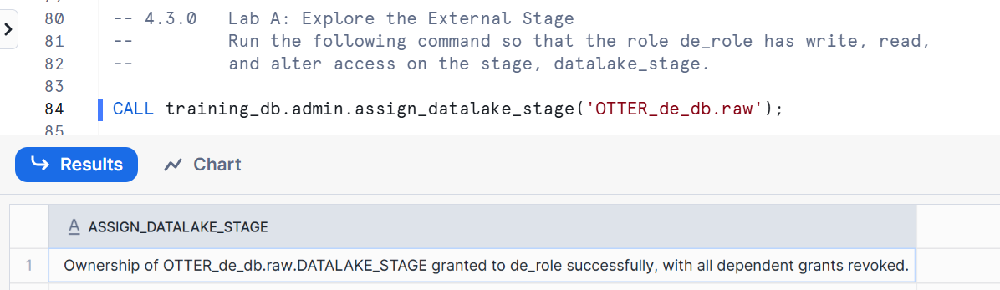 80 -- 4.3.0 Lab A: Explore the External Stage
81 -- Run the following command so that the role de_role has write, read,
82 -- and alter access on the stage, datalake_stage.
83
84 CALL training_db.admin.assign_datalake_stage('OTTER_de_db.raw');
85
Results Chart
A ASSIGN_DATALAKE_STAGE
1 Ownership of OTTER_de_db.raw.DATALAKE_STAGE granted to de_role successfully, with all dependent grants revoked.